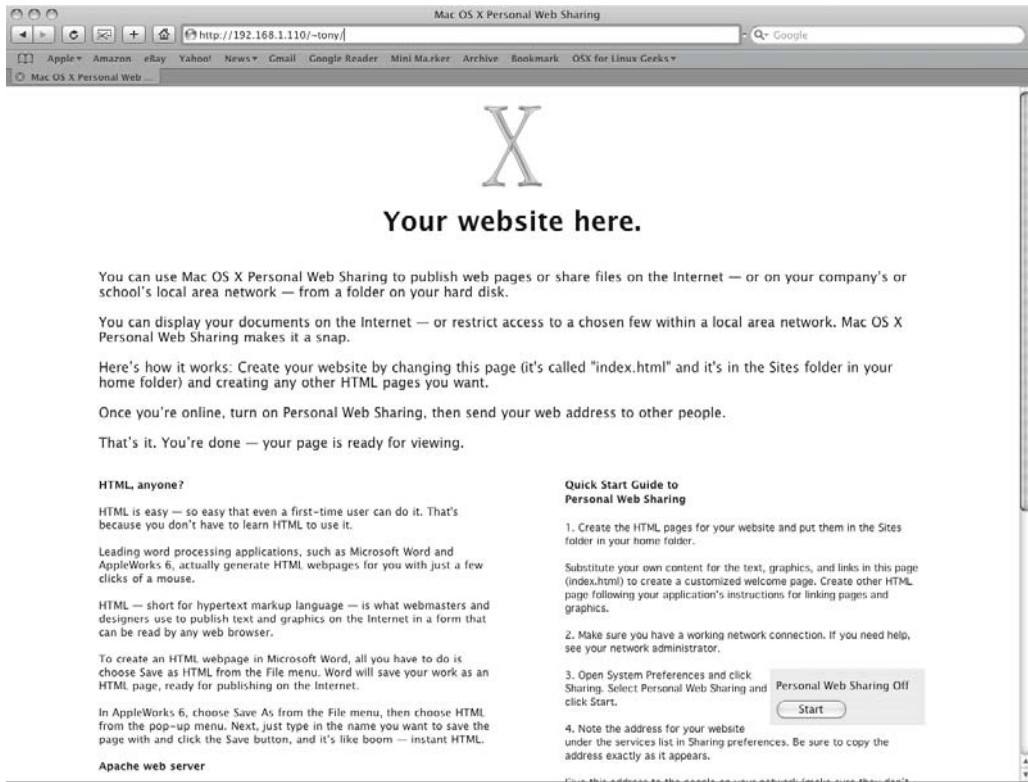 Mac OS X Personal Web Sharing
http://192.168.1.110/~tony/
Google
Apple Amazon eBay Yahoo! News Gmail Google Reader Mini Ma.rker Archive Bookmark OSX for Linux Geeks
Mac OS X Personal Web ...
X
Your website here.
You can use Mac OS X Personal Web Sharing to publish web pages or share files on the Internet — or on your company's or
school's local area network — from a folder on your hard disk.
You can display your documents on the Internet — or restrict access to a chosen few within a local area network. Mac OS X
Personal Web Sharing makes it a snap.
Here's how it works: Create your website by changing this page (it's called "index.html" and it's in the Sites folder in your
home folder) and creating any other HTML pages you want.
Once you're online, turn on Personal Web Sharing, then send your web address to other people.
That's it. You're done — your page is ready for viewing.
HTML, anyone?
HTML is easy — so easy that even a first-time user can do it. That's
because you don't have to learn HTML to use it.
Leading word processing applications, such as Microsoft Word and
AppleWorks 6, actually generate HTML webpages for you with just a few
clicks of a mouse.
HTML — short for hypertext markup language — is what webmasters and
designers use to publish text and graphics on the Internet in a form that
can be read by any web browser.
To create an HTML webpage in Microsoft Word, all you have to do is
choose Save as HTML from the File menu. Word will save your work as an
HTML page, ready for publishing on the Internet.
In AppleWorks 6, choose Save As from the File menu, then choose HTML
from the pop-up menu. Next, just type in the name you want to save the
page with and click the Save button, and it's like boom — instant HTML.
Apache web server
Quick Start Guide to
Personal Web Sharing
1. Create the HTML pages for your website and put them in the Sites
folder in your home folder.
Substitute your own content for the text, graphics, and links in this page
(index.html) to create a customized welcome page. Create other HTML
page following your application's instructions for linking pages and
graphics.
2. Make sure you have a working network connection. If you need help,
see your network administrator.
3. Open System Preferences and click
Sharing. Select Personal Web Sharing and
click Start.
Personal Web Sharing Off
Start
4. Note the address for your website
under the services list in Sharing preferences. Be sure to copy the
address exactly as it appears.
Give this address to the people on your network (make sure they don't